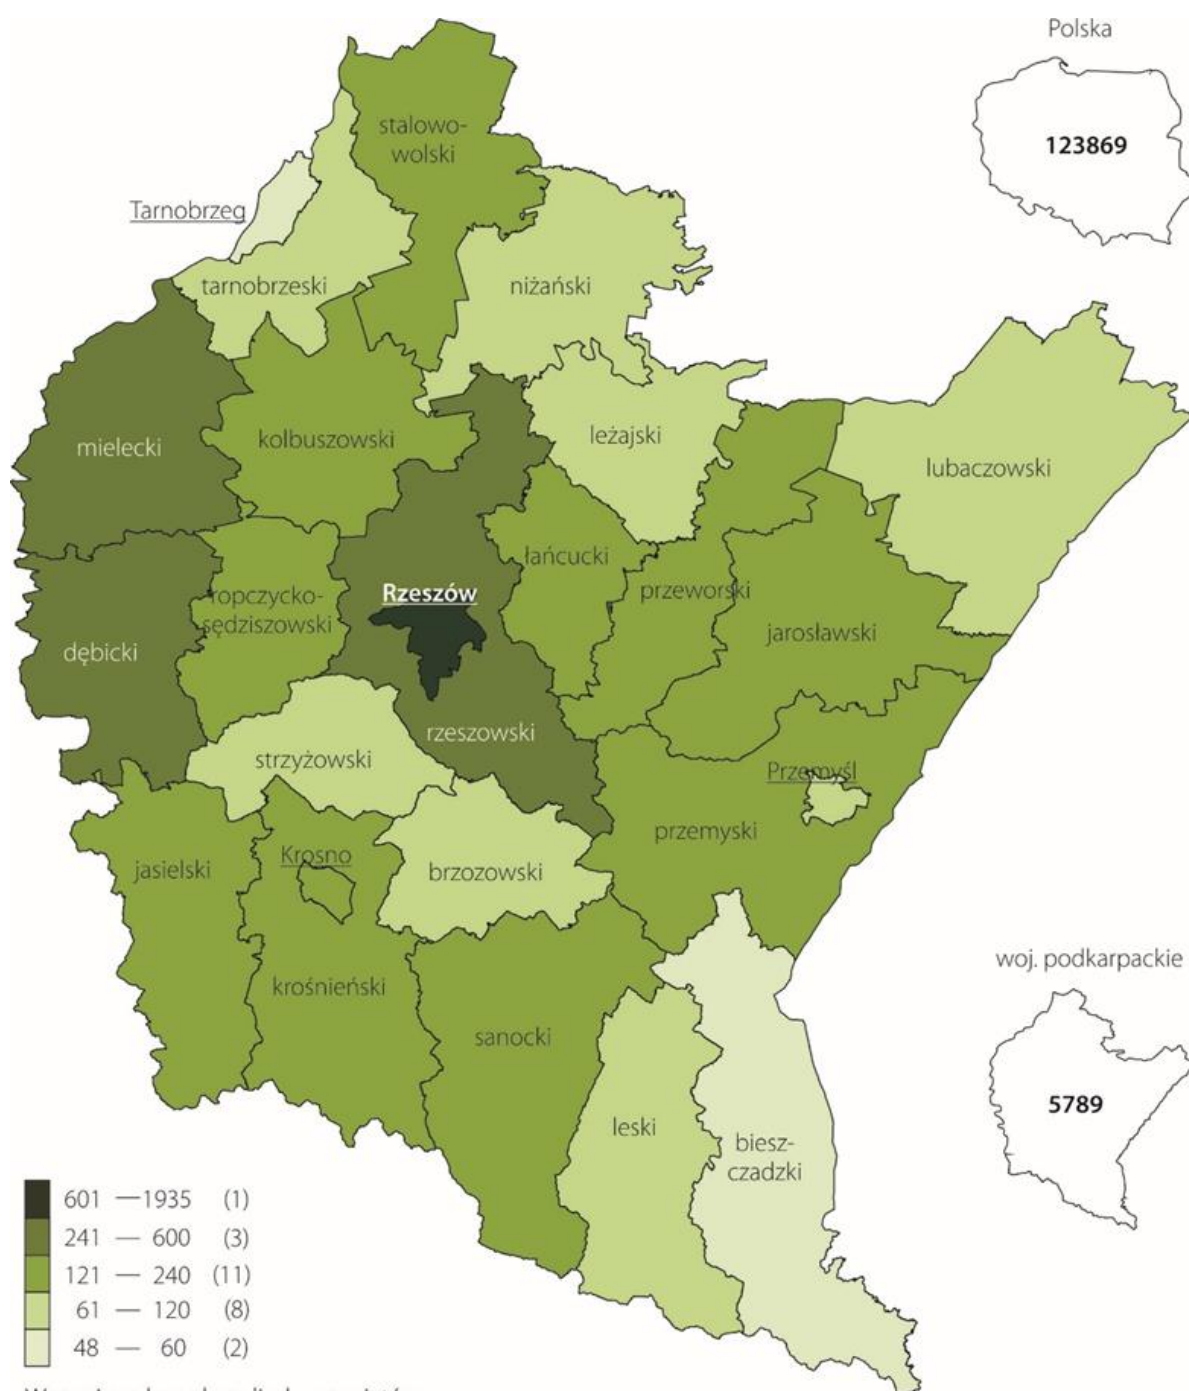 Polska
123869
stalowo-
wolski
Tarnobrzeg
tarnobrzeski
niżański
mielecki
kolbuszowski
leżajski
lubaczowski
łańcucki
ropczycko-
sędziszowski
Rzeszów
przeworski
jarosławski
dębicki
rzeszowski
strzyżowski
Przemyśl
przemyski
jasielski
Krosno
brzozowski
krośnieński
sanocki
woj. podkarpackie
5789
leski
biesz-
czadzki
601 — 1935 (1)
241 — 600 (3)
121 — 240 (11)
61 — 120 (8)
48 — 60 (2)